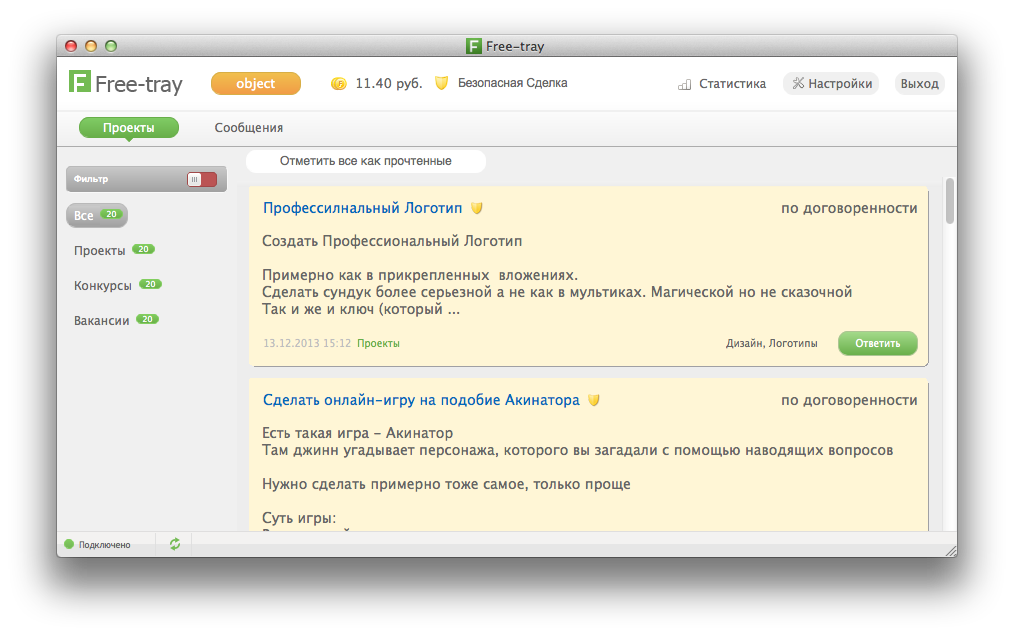 Free-tray
Free-tray
object
11.40 руб.
Безопасная Сделка
Статистика
Настройки
Выход
Проекты
Сообщения
Отметить все как прочтенные
Фильтр
Все 20
Проекты 20
Конкурсы 20
Вакансии 20
Профессилнальный Логотип
по договоренности
Создать Профессиональный Логотип
Примерно как в прикрепленных вложениях.
Сделать сундук более серьезной а не как в мультиках. Магической но не сказочной
Так и же и ключ (который ...
13.12.2013 15:12 Проекты
Дизайн, Логотипы
Ответить
Сделать онлайн-игру на подобие Акинатора
по договоренности
Есть такая игра – Акинатор
Там джинн угадывает персонажа, которого вы загадали с помощью наводящих вопросов
Нужно сделать примерно тоже самое, только проще
Суть игры:
Подключено